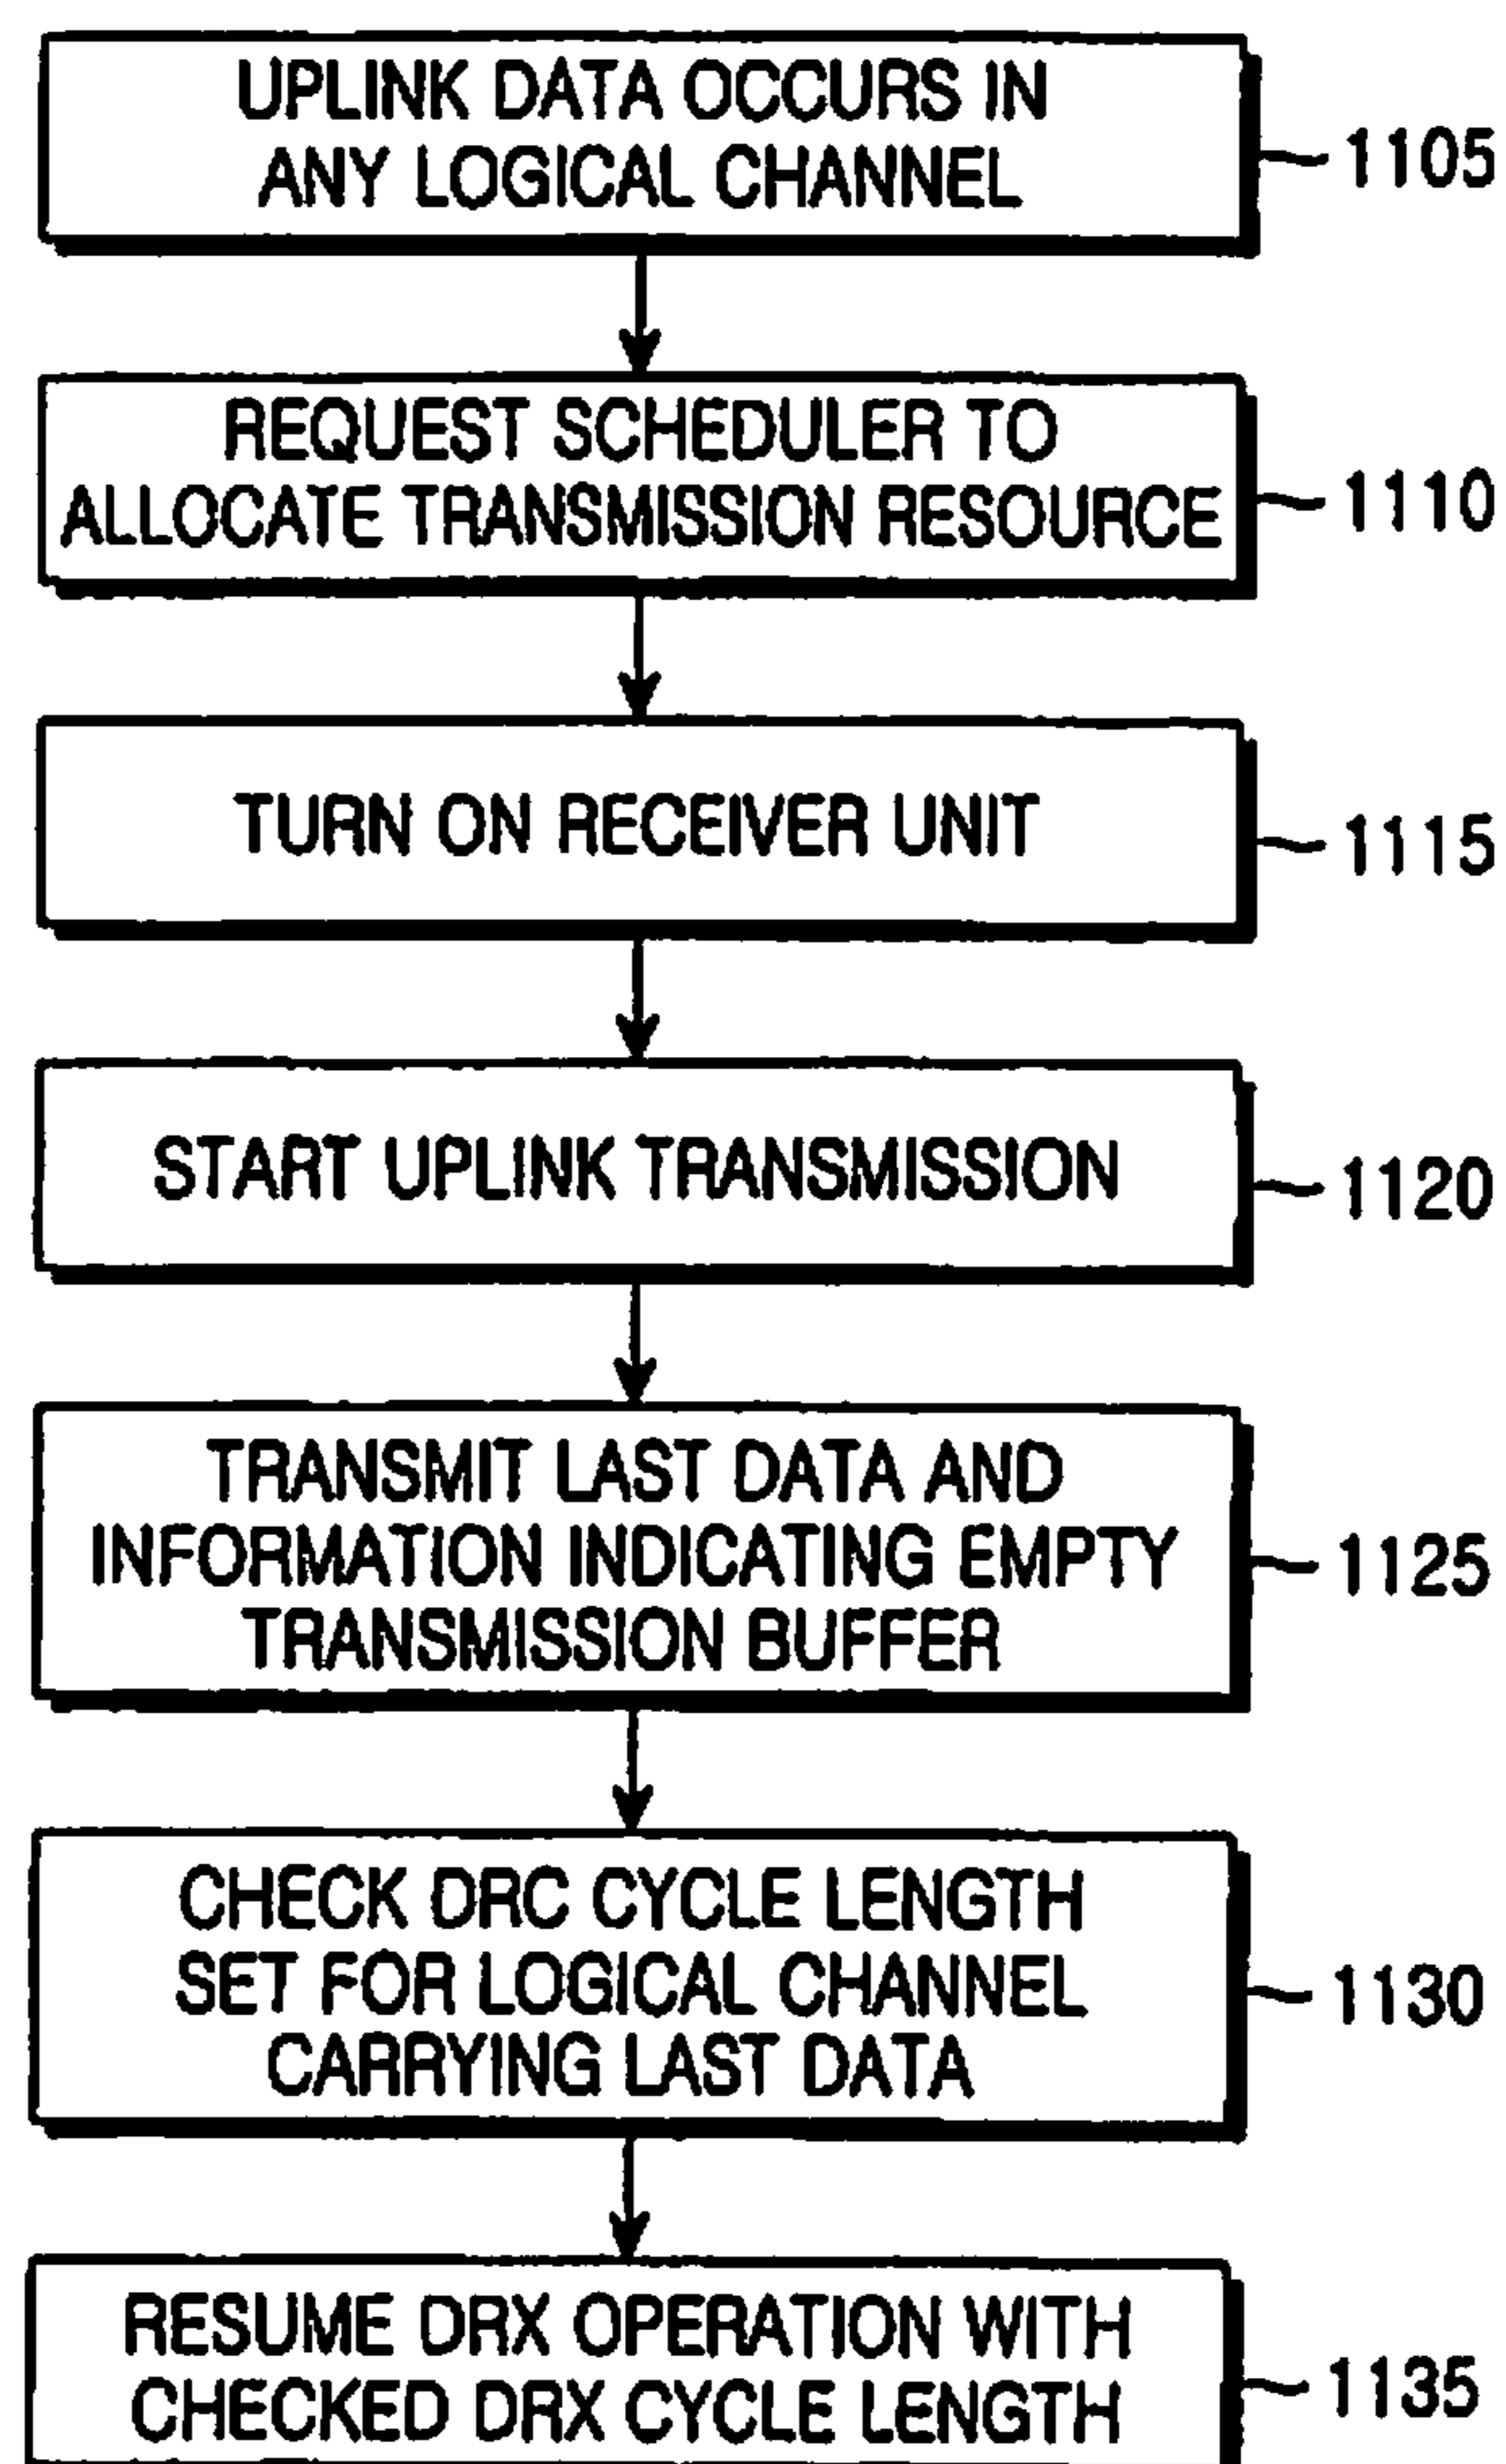 UPLINK DATA OCCURS IN
ANY LOGICAL CHANNEL
1105
REQUEST SCHEDULER TO
ALLOCATE TRANSMISSION RESOURCE
1110
TURN ON RECEIVER UNIT
1115
START UPLINK TRANSMISSION
1120
TRANSMIT LAST DATA AND
INFORMATION INDICATING EMPTY
TRANSMISSION BUFFER
1125
CHECK DRC CYCLE LENGTH
SET FOR LOGICAL CHANNEL
CARRYING LAST DATA
1130
RESUME DRX OPERATION WITH
CHECKED DRX CYCLE LENGTH
1135